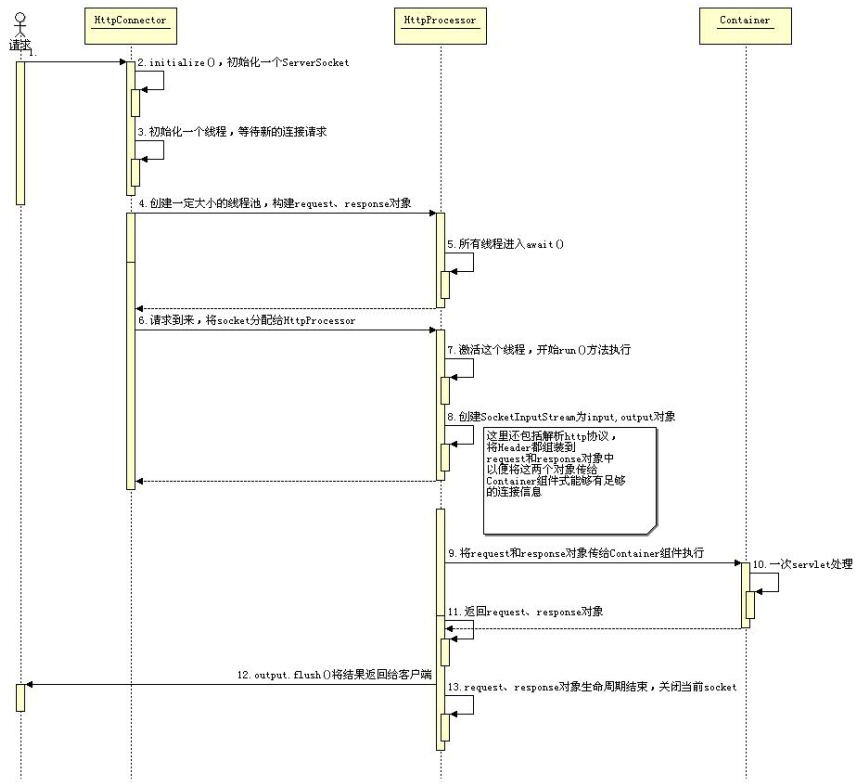 HttpConnector
HttpProcessor
Container
请求
1.
2.initialize()，初始化一个ServerSocket
3.初始化一个线程，等待新的连接请求
4.创建一定大小的线程池，构建request、response对象
5.所有线程进入await()
6.请求到来，将socket分配给HttpProcessor
7.激活这个线程，开始run()方法执行
8.创建SocketInputStream为input,output对象
这里还包括解析http协议，
将Header都组装到
request和response对象中
以便将这两个对象传给
Container组件式能够有足够
的连接信息
9.将request和response对象传给Container组件执行
10.一次servlet处理
11.返回request、response对象
12.output.flush()将结果返回给客户端
13.request、response对象生命周期结束，关闭当前socket